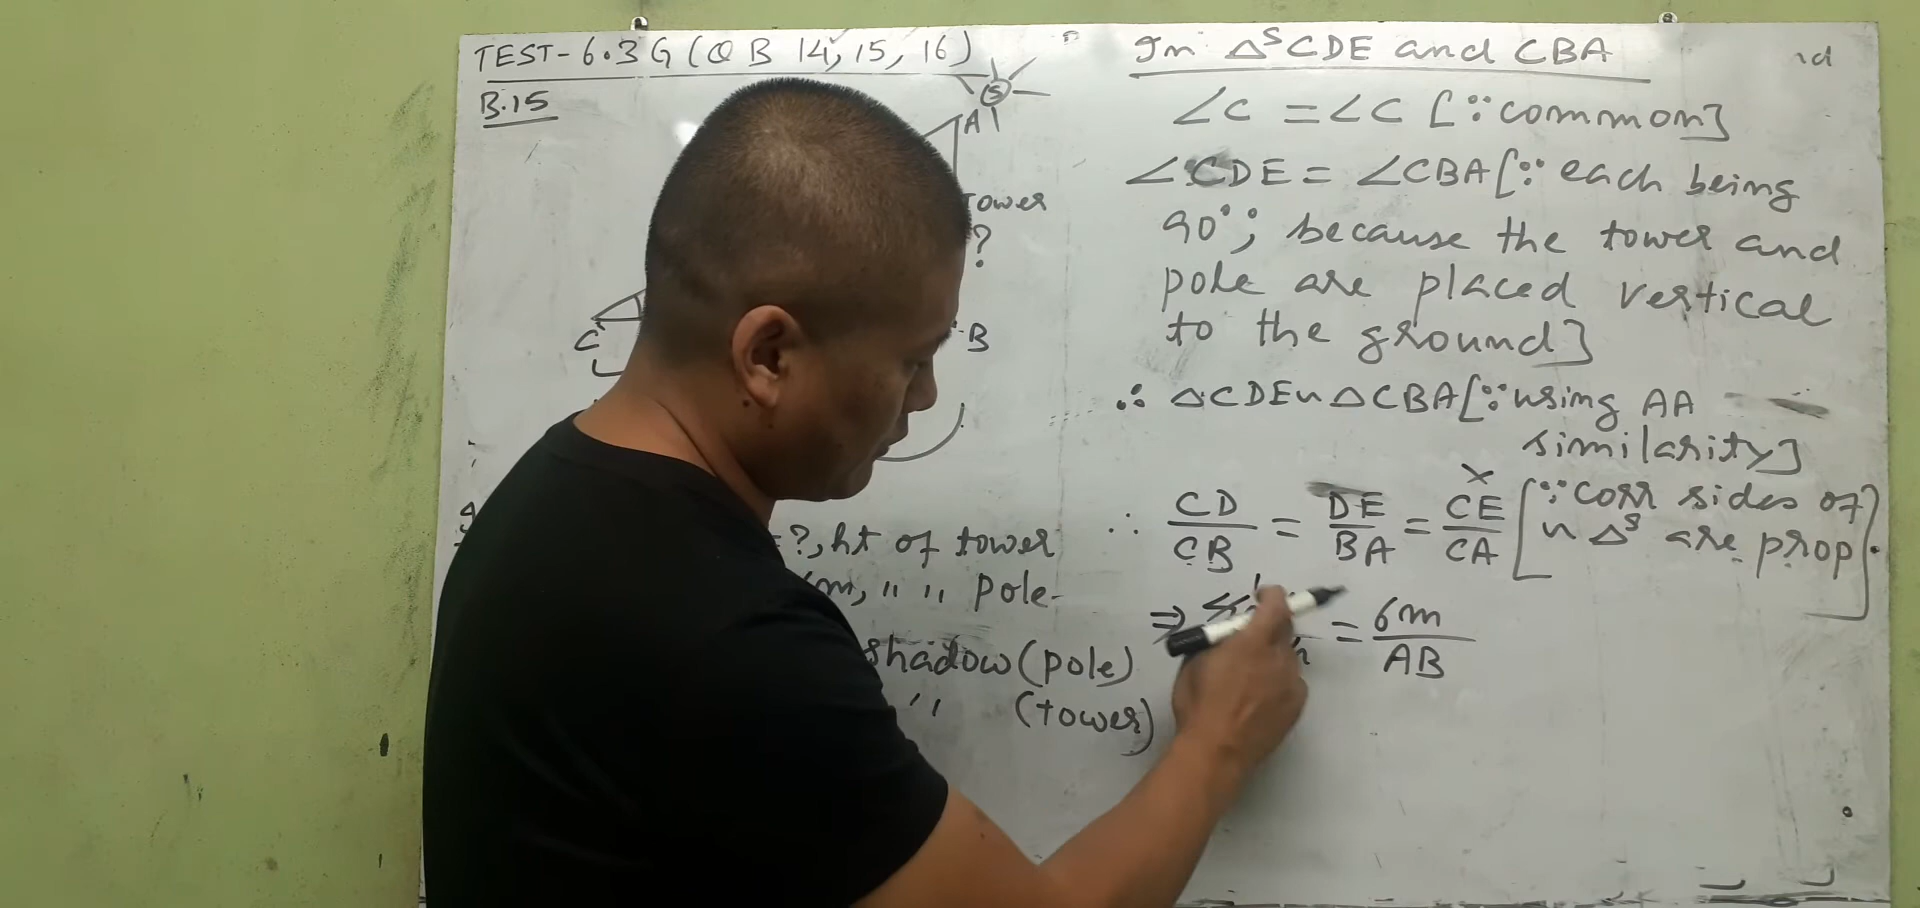 TEST-6.3G (Q B 14, 15, 16)
B.15
S
A
Tower
?
C
B
=?, ht of tower
6m, " " pole
shadow (pole)
" (tower)
In ΔˢCDE and CBA
∠C = ∠C [∵ common]
∠CDE = ∠CBA [∵ each being
90°; because the tower and
pole are placed vertical
to the ground]
∴ ΔCDE ~ ΔCBA [∵ using AA
similarity]
∴ CD/CB = DE/BA = CE/CA [∵ corr sides of
~ Δˢ are prop.]
⇒ = 6m/AB